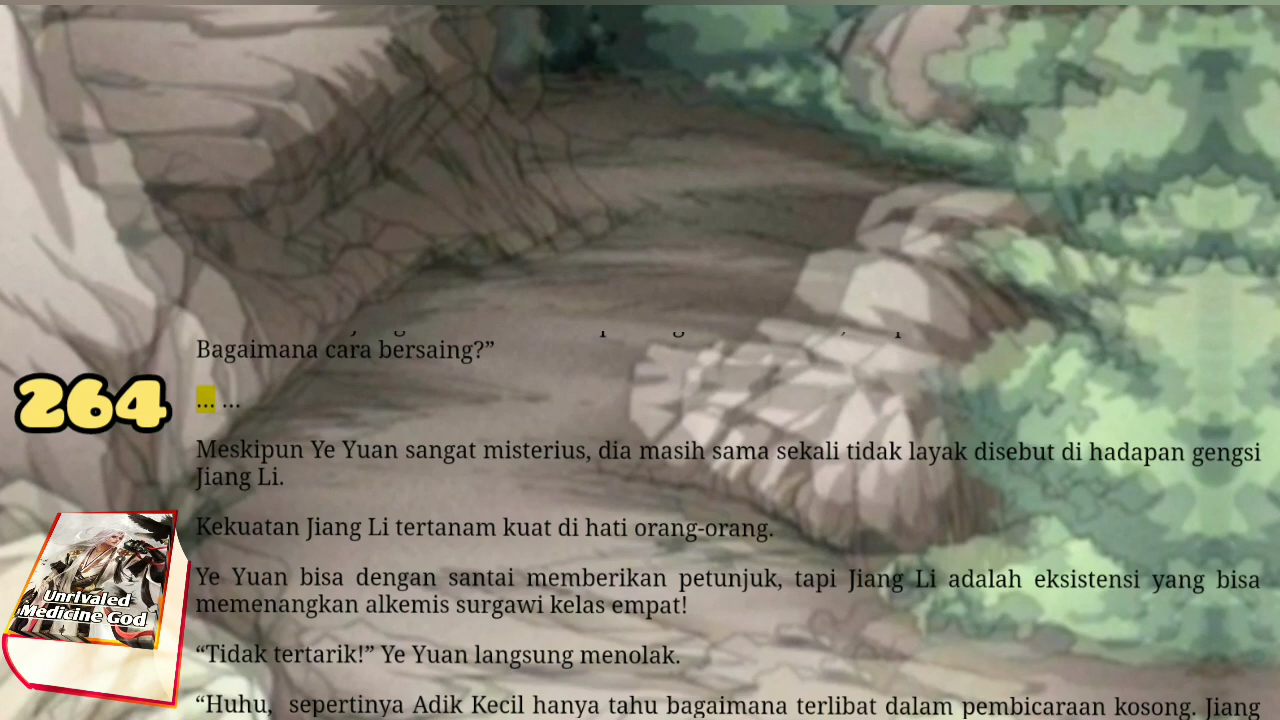 Bagaimana cara bersaing?”
264
... ...
Meskipun Ye Yuan sangat misterius, dia masih sama sekali tidak layak disebut di hadapan gengsi
Jiang Li.
Kekuatan Jiang Li tertanam kuat di hati orang-orang.
Ye Yuan bisa dengan santai memberikan petunjuk, tapi Jiang Li adalah eksistensi yang bisa
memenangkan alkemis surgawi kelas empat!
“Tidak tertarik!” Ye Yuan langsung menolak.
“Huhu, sepertinya Adik Kecil hanya tahu bagaimana terlibat dalam pembicaraan kosong. Jiang
Unrivaled
Medicine God